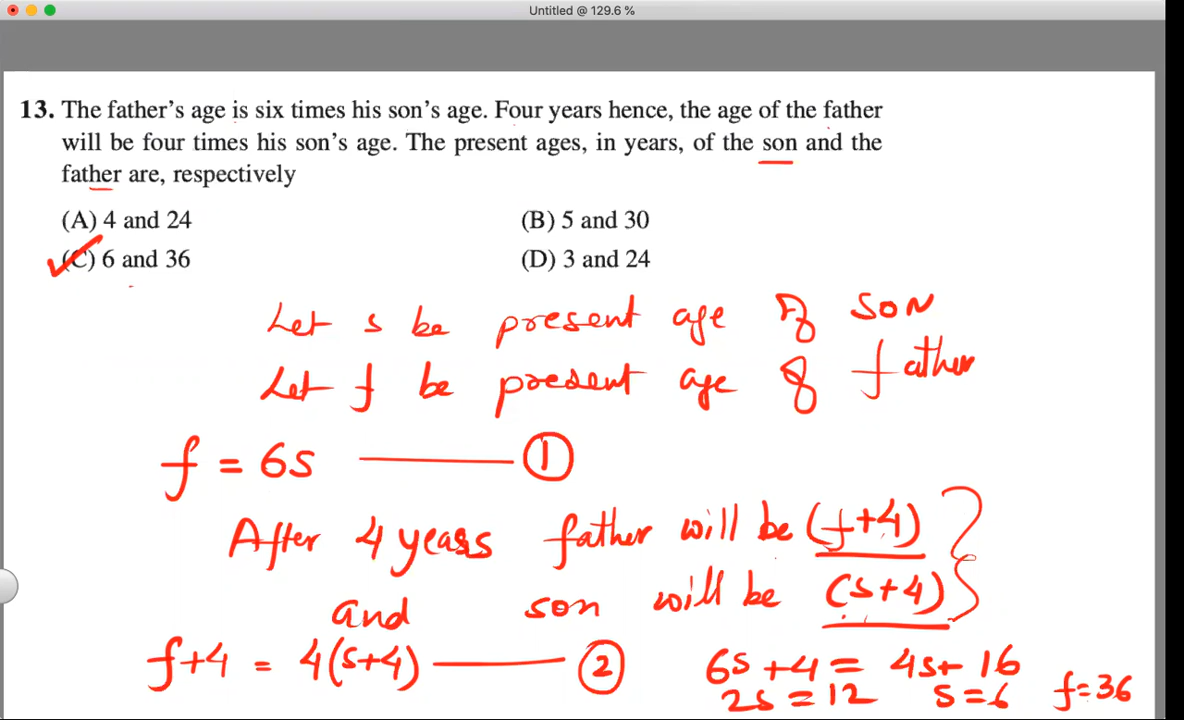 Untitled @ 129.6 %
13. The father's age is six times his son's age. Four years hence, the age of the father
will be four times his son's age. The present ages, in years, of the son and the
father are, respectively
(A) 4 and 24 (B) 5 and 30
(C) 6 and 36 (D) 3 and 24
Let s be present age of SON
Let f be present age of father
f = 6s ——— ①
After 4 years father will be (f+4)
and son will be (s+4)
f+4 = 4(s+4) ——— ②
6s+4 = 4s+16
2s = 12 s=6 f=36